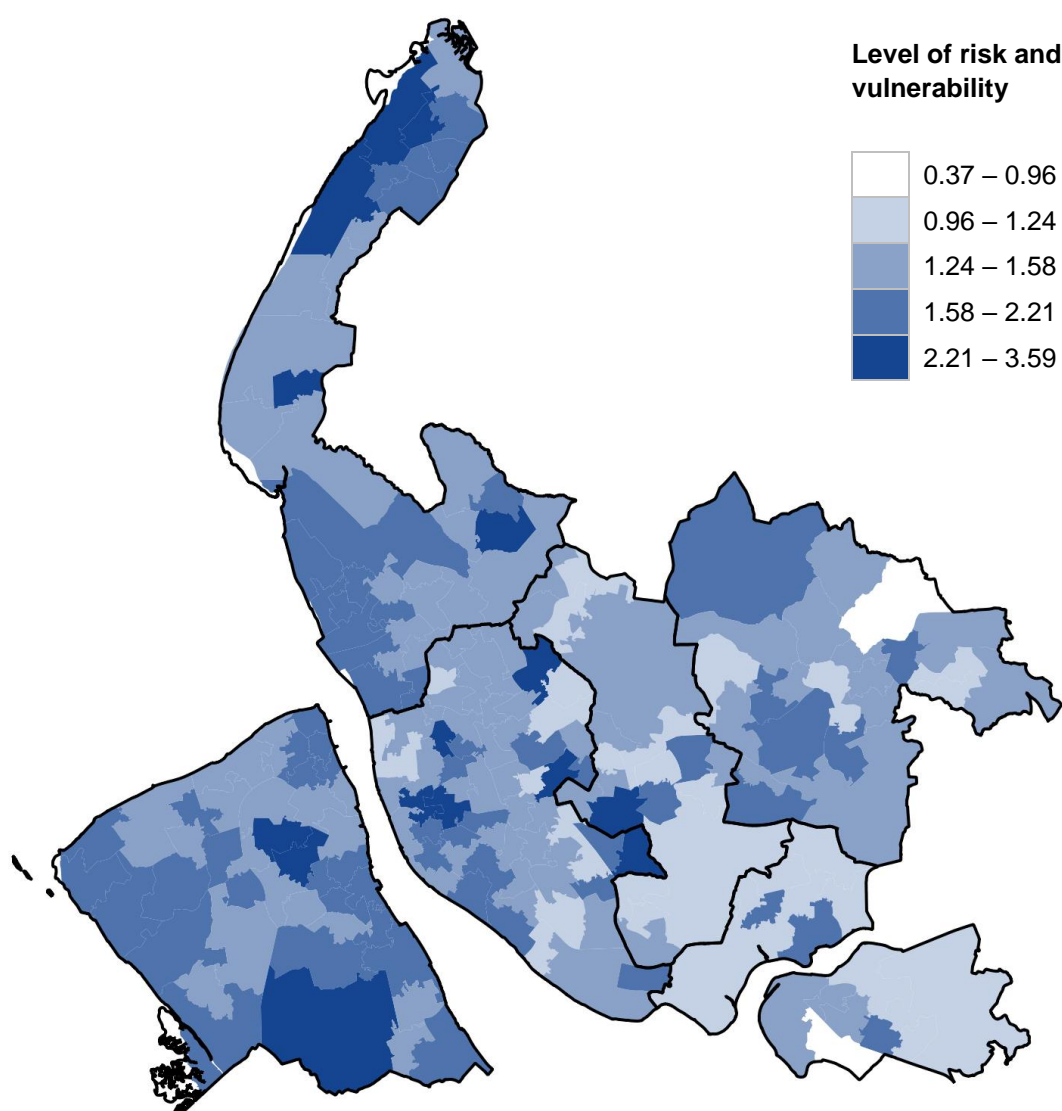 Level of risk and
vulnerability
0.37 – 0.96
0.96 – 1.24
1.24 – 1.58
1.58 – 2.21
2.21 – 3.59